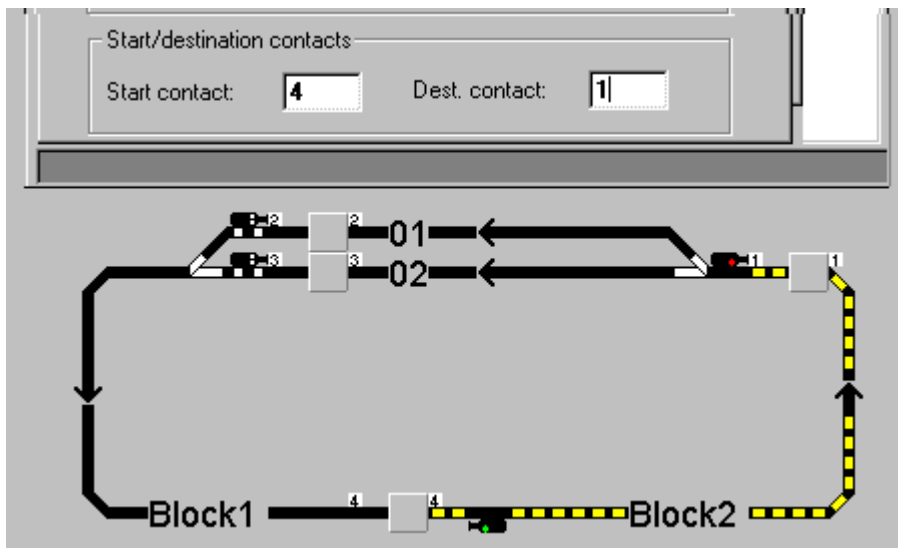 Start/destination contacts
Start contact: 4 Dest. contact: 1
2 2 01
3 3 02 1 1
Block1 4 4 Block2